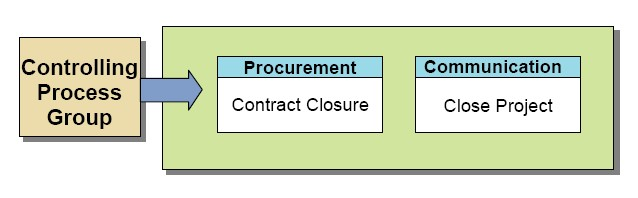 Controlling
Process
Group
Procurement
Contract Closure
Communication
Close Project